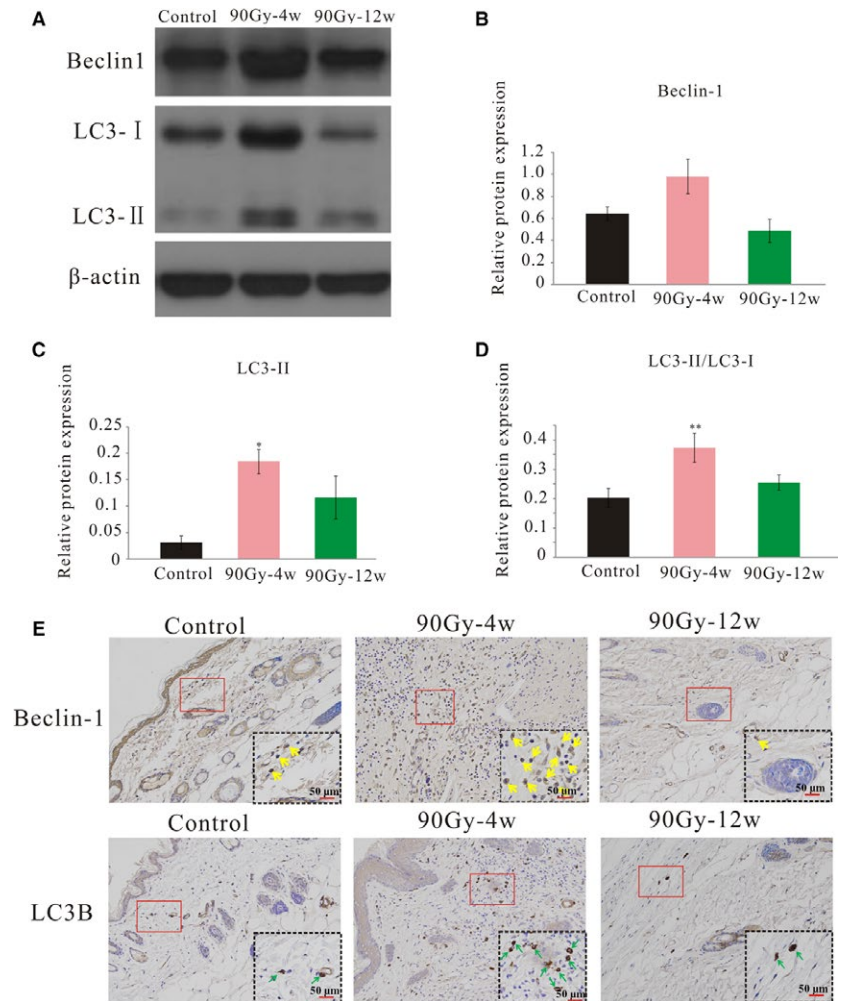 A
Control 90Gy-4w 90Gy-12w
Beclin1
LC3-Ⅰ
LC3-Ⅱ
β-actin
B
Beclin-1
Relative protein expression
1.2
1.0
0.8
0.6
0.4
0.2
0
Control 90Gy-4w 90Gy-12w
C
LC3-II
Relative protein expression
0.25
0.2
0.15
0.1
0.05
0
*
Control 90Gy-4w 90Gy-12w
D
LC3-II/LC3-I
Relative protein expression
0.4
0.3
0.2
0.2
0
**
Control 90Gy-4w 90Gy-12w
E
Control 90Gy-4w 90Gy-12w
Beclin-1
50 μm 50 μm 50 μm
Control 90Gy-4w 90Gy-12w
LC3B
50 μm 50 μm 50 μm